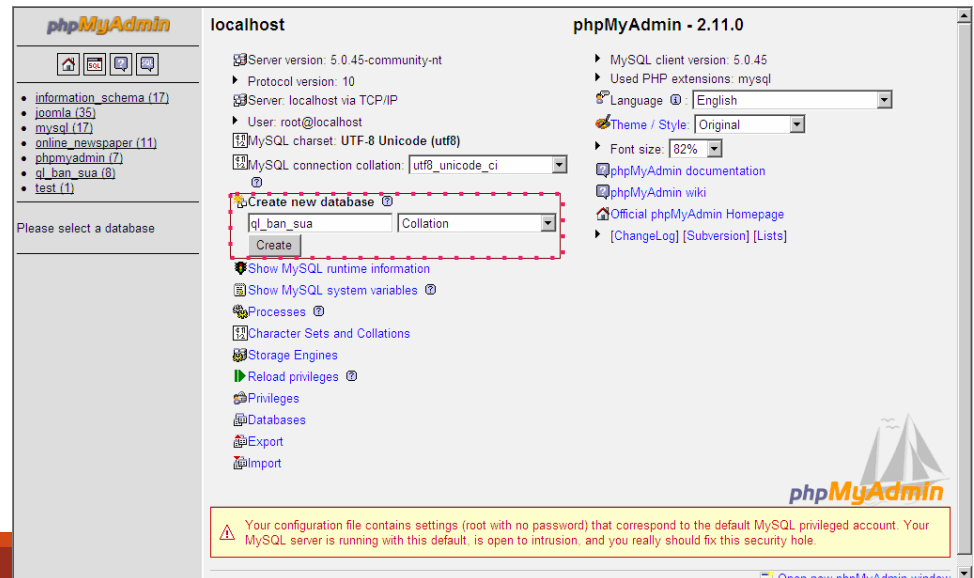 phpMyAdmin
SQL
information_schema (17)
joomla (35)
mysql (17)
online_newspaper (11)
phpmyadmin (7)
ql_ban_sua (8)
test (1)
Please select a database
localhost
Server version: 5.0.45-community-nt
Protocol version: 10
Server: localhost via TCP/IP
User: root@localhost
MySQL charset: UTF-8 Unicode (utf8)
MySQL connection collation: utf8_unicode_ci
Create new database
ql_ban_sua Collation
Create
Show MySQL runtime information
Show MySQL system variables
Processes
Character Sets and Collations
Storage Engines
Reload privileges
Privileges
Databases
Export
Import
phpMyAdmin - 2.11.0
MySQL client version: 5.0.45
Used PHP extensions: mysql
Language : English
Theme / Style: Original
Font size: 82%
phpMyAdmin documentation
phpMyAdmin wiki
Official phpMyAdmin Homepage
[ChangeLog] [Subversion] [Lists]
phpMyAdmin
Your configuration file contains settings (root with no password) that correspond to the default MySQL privileged account. Your
MySQL server is running with this default, is open to intrusion, and you really should fix this security hole.
Open new phpMyAdmin window